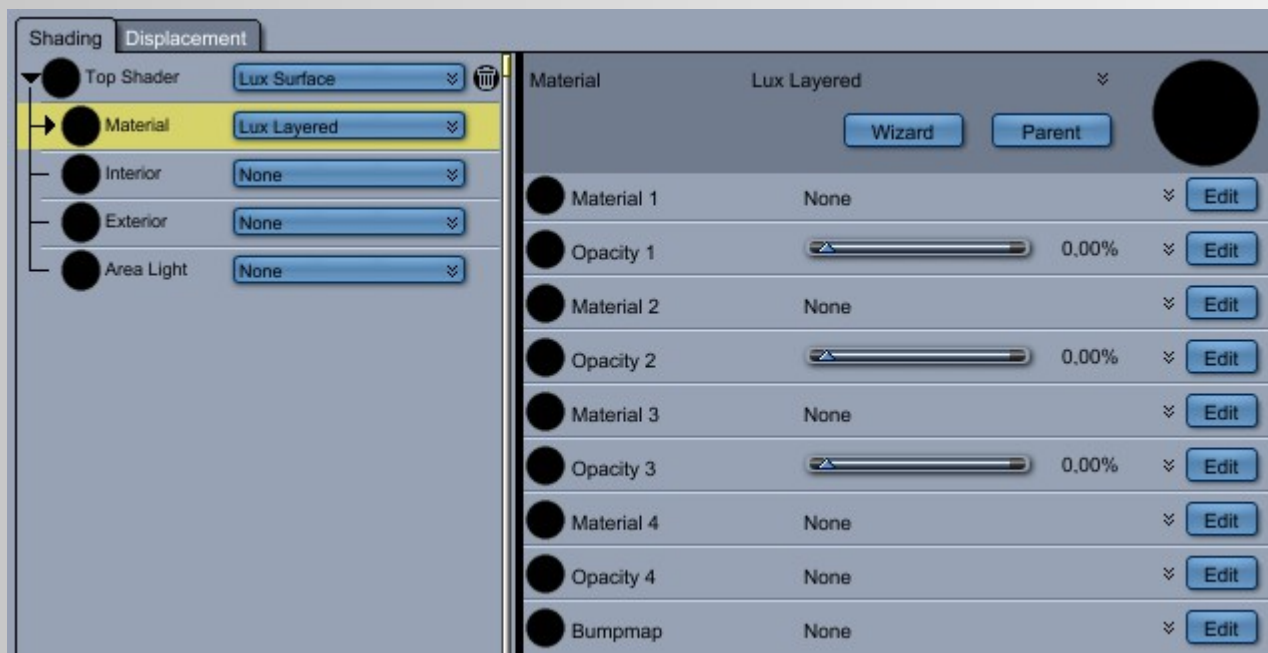 Shading Displacement
Top Shader Lux Surface
Material Lux Layered
Interior None
Exterior None
Area Light None
Material Lux Layered
Wizard Parent
Material 1 None Edit
Opacity 1 0,00% Edit
Material 2 None Edit
Opacity 2 0,00% Edit
Material 3 None Edit
Opacity 3 0,00% Edit
Material 4 None Edit
Opacity 4 None Edit
Bumpmap None Edit